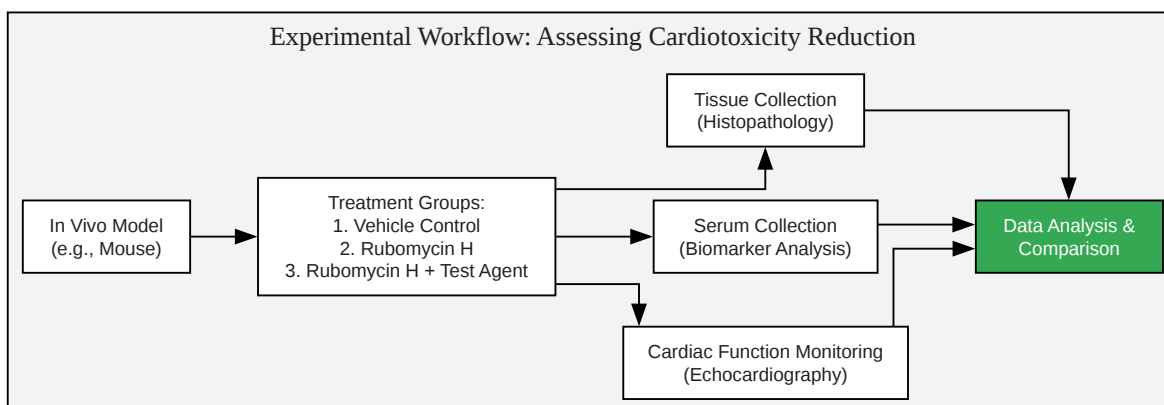 Experimental Workflow: Assessing Cardiotoxicity Reduction
Tissue Collection
(Histopathology)
In Vivo Model
(e.g., Mouse)
Treatment Groups:
1. Vehicle Control
2. Rubomycin H
3. Rubomycin H + Test Agent
Serum Collection
(Biomarker Analysis)
Data Analysis &
Comparison
Cardiac Function Monitoring
(Echocardiography)